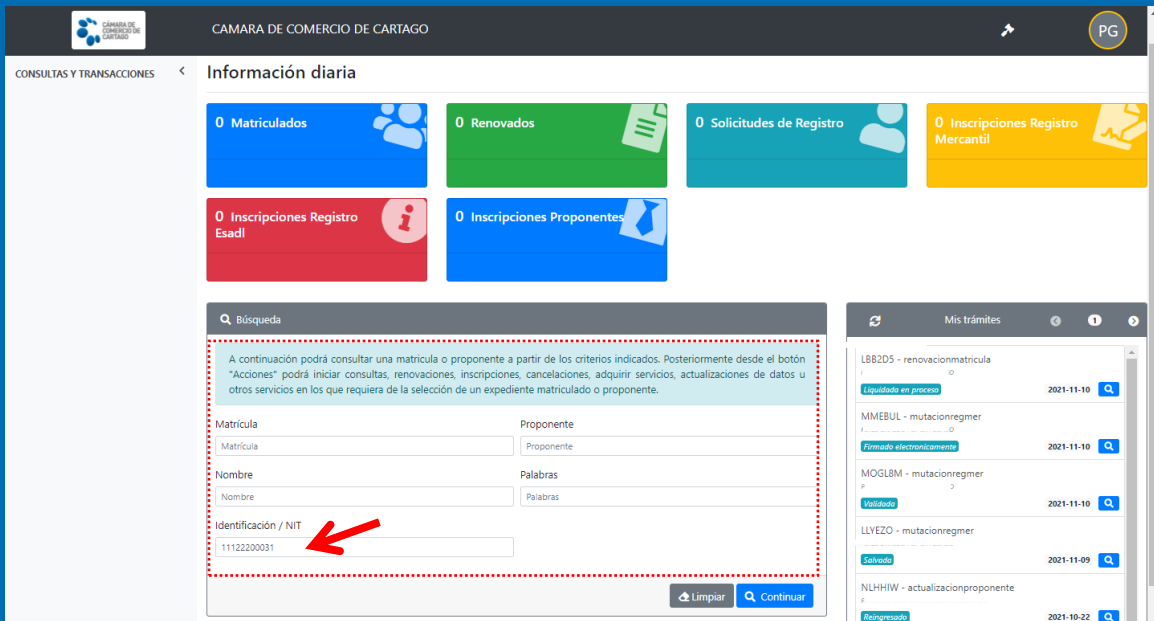 CÁMARA DE
COMERCIO DE
CARTAGO
CAMARA DE COMERCIO DE CARTAGO
PG
CONSULTAS Y TRANSACCIONES
Información diaria
0 Matriculados
0 Renovados
0 Solicitudes de Registro
0 Inscripciones Registro
Mercantil
0 Inscripciones Registro
Esadl
0 Inscripciones Proponentes
Búsqueda
A continuación podrá consultar una matricula o proponente a partir de los criterios indicados. Posteriormente desde el botón
"Acciones" podrá iniciar consultas, renovaciones, inscripciones, cancelaciones, adquirir servicios, actualizaciones de datos u
otros servicios en los que requiera de la selección de un expediente matriculado o proponente.
Matrícula
Proponente
Matrícula
Proponente
Nombre
Palabras
Nombre
Palabras
Identificación / NIT
11122200031
Limpiar
Continuar
Mis trámites
1
LBB2D5 - renovacionmatricula
Liquidada en proceso
2021-11-10
MMEBUL - mutacionregmer
Firmado electronicamente
2021-11-10
MOGL8M - mutacionregmer
Validada
2021-11-10
LLYEZO - mutacionregmer
Salvada
2021-11-09
NLHHIW - actualizacionproponente
Reingresado
2021-10-22